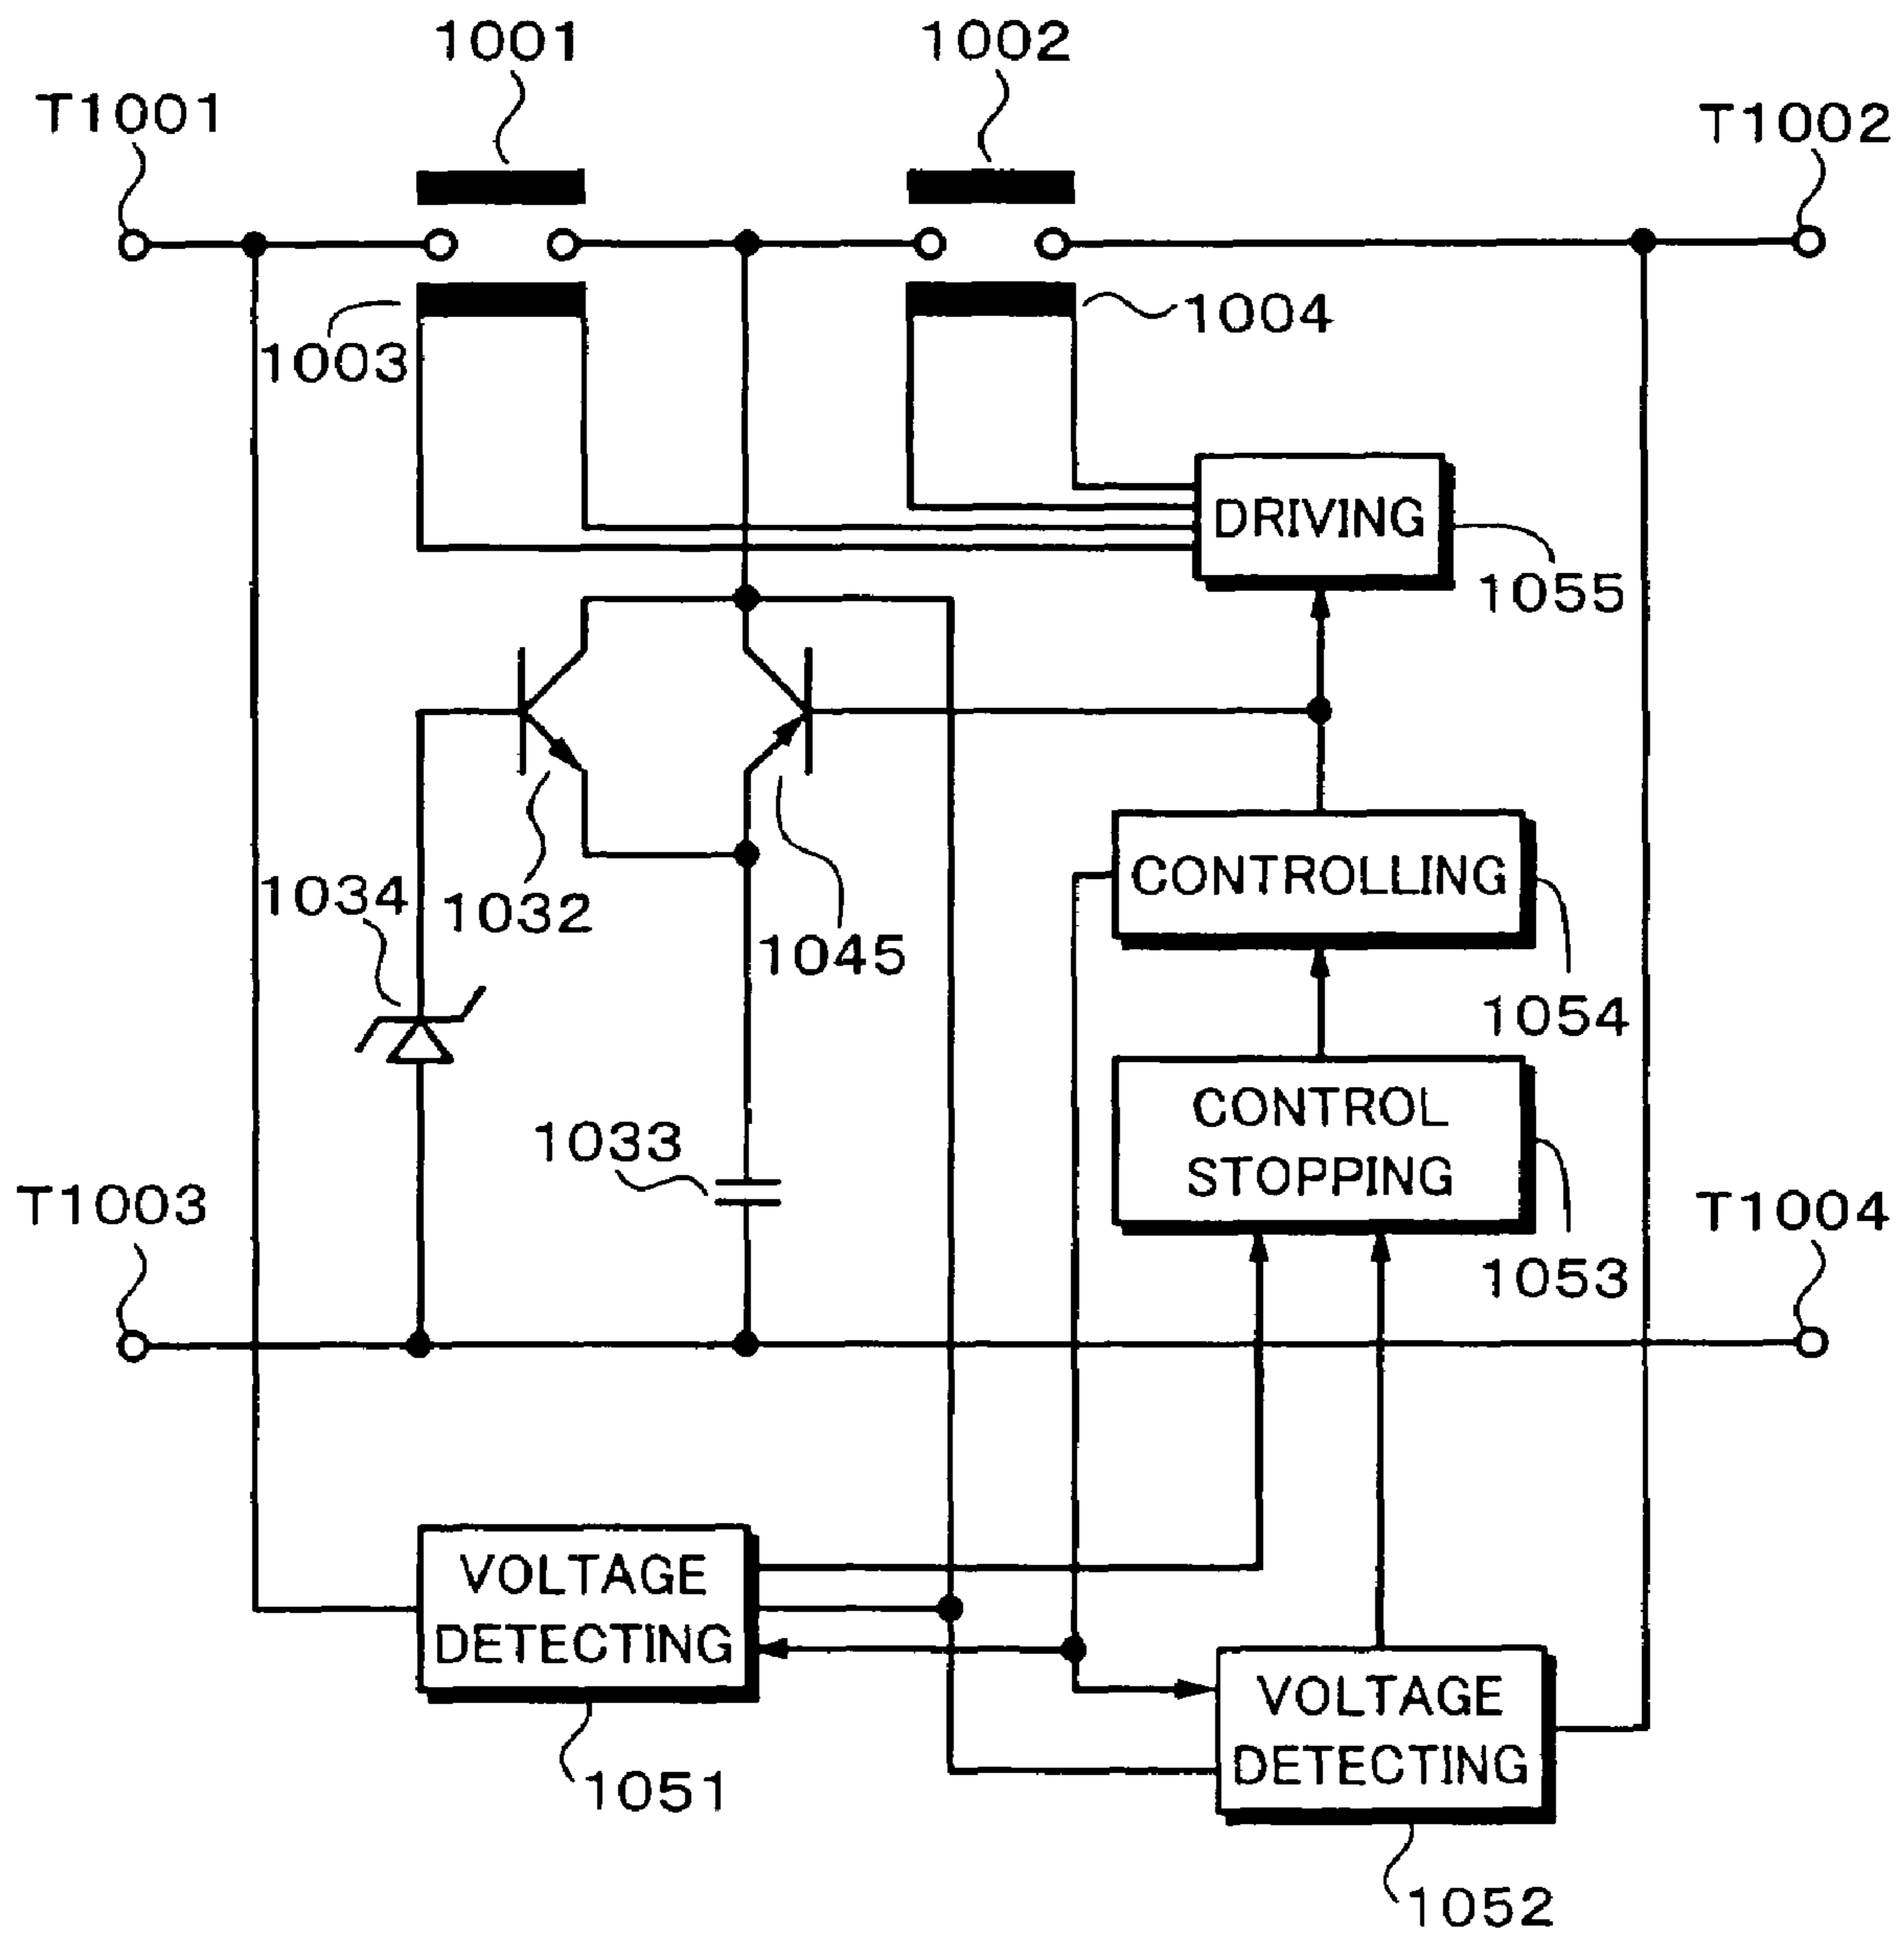 1001
1002
T1001
T1002
1003
1004
DRIVING
1055
1034
1032
1045
CONTROLLING
1054
CONTROL
STOPPING
1033
T1003
T1004
1053
VOLTAGE
DETECTING
1051
VOLTAGE
DETECTING
1052